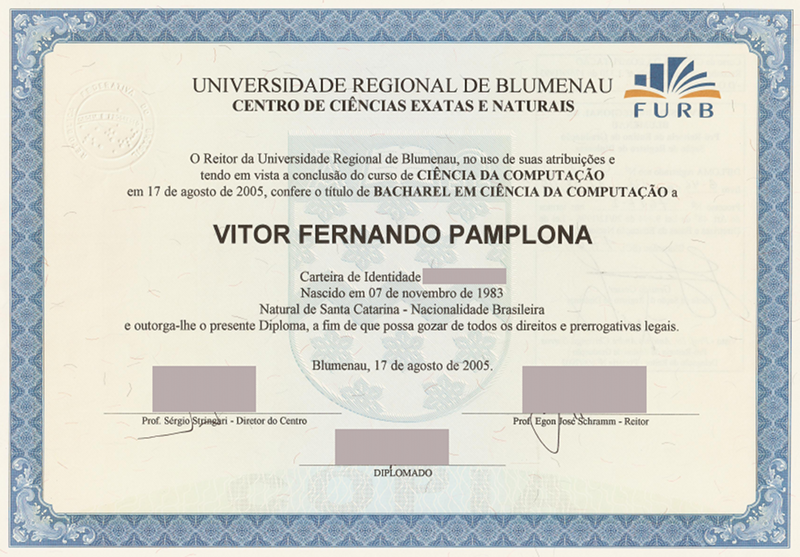 UNIVERSIDADE REGIONAL DE BLUMENAU
CENTRO DE CIÊNCIAS EXATAS E NATURAIS
FURB
O Reitor da Universidade Regional de Blumenau, no uso de suas atribuições e
tendo em vista a conclusão do curso de CIÊNCIA DA COMPUTAÇÃO
em 17 de agosto de 2005, confere o título de BACHAREL EM CIÊNCIA DA COMPUTAÇÃO a
VITOR FERNANDO PAMPLONA
Carteira de Identidade
Nascido em 07 de novembro de 1983
Natural de Santa Catarina - Nacionalidade Brasileira
e outorga-lhe o presente Diploma, a fim de que possa gozar de todos os direitos e prerrogativas legais.
Blumenau, 17 de agosto de 2005.
Prof. Sérgio Stringari - Diretor do Centro
Prof. Egon José Schramm - Reitor
DIPLOMADO